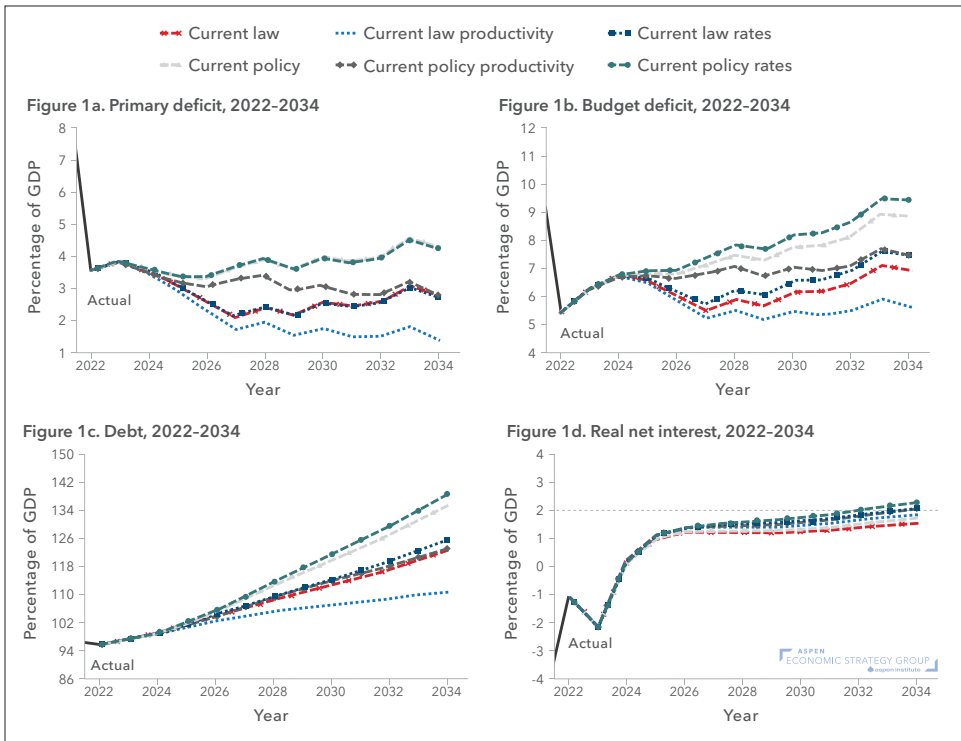 Current law
Current law productivity
Current law rates
Current policy
Current policy productivity
Current policy rates
Figure 1a. Primary deficit, 2022–2034
8
7
6
5
4
3
2
1
Percentage of GDP
Actual
2022 2024 2026 2028 2030 2032 2034
Year
Figure 1b. Budget deficit, 2022–2034
12
11
10
9
8
7
6
5
4
Percentage of GDP
Actual
2022 2024 2026 2028 2030 2032 2034
Year
Figure 1c. Debt, 2022–2034
150
142
134
126
118
110
102
94
86
Percentage of GDP
Actual
2022 2024 2026 2028 2030 2032 2034
Year
Figure 1d. Real net interest, 2022–2034
4
3
2
2
1
0
-1
-2
-3
-4
Percentage of GDP
Actual
2022 2024 2026 2028 2030 2032 2034
Year
ASPEN
ECONOMIC STRATEGY GROUP
aspen institute